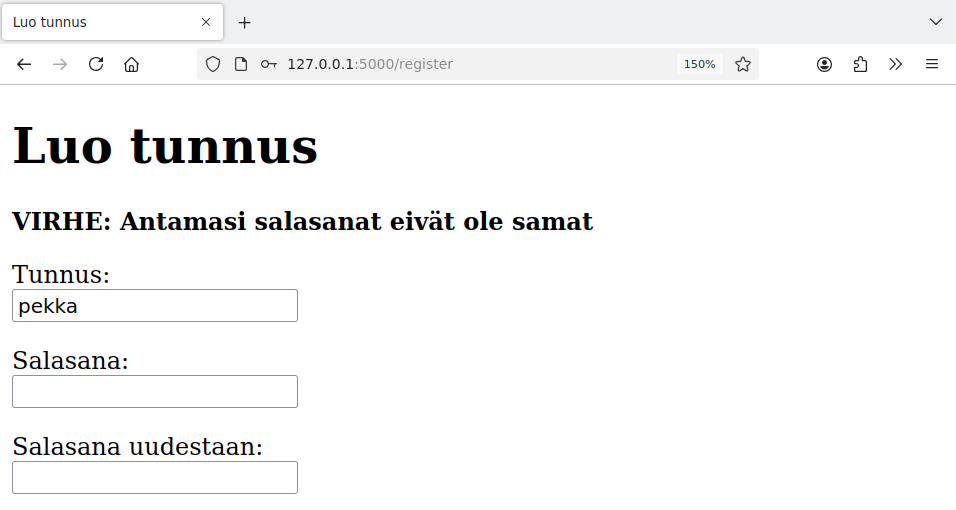 Luo tunnus
127.0.0.1:5000/register
150%
Luo tunnus
VIRHE: Antamasi salasanat eivät ole samat
Tunnus:
pekka
Salasana:
Salasana uudestaan: